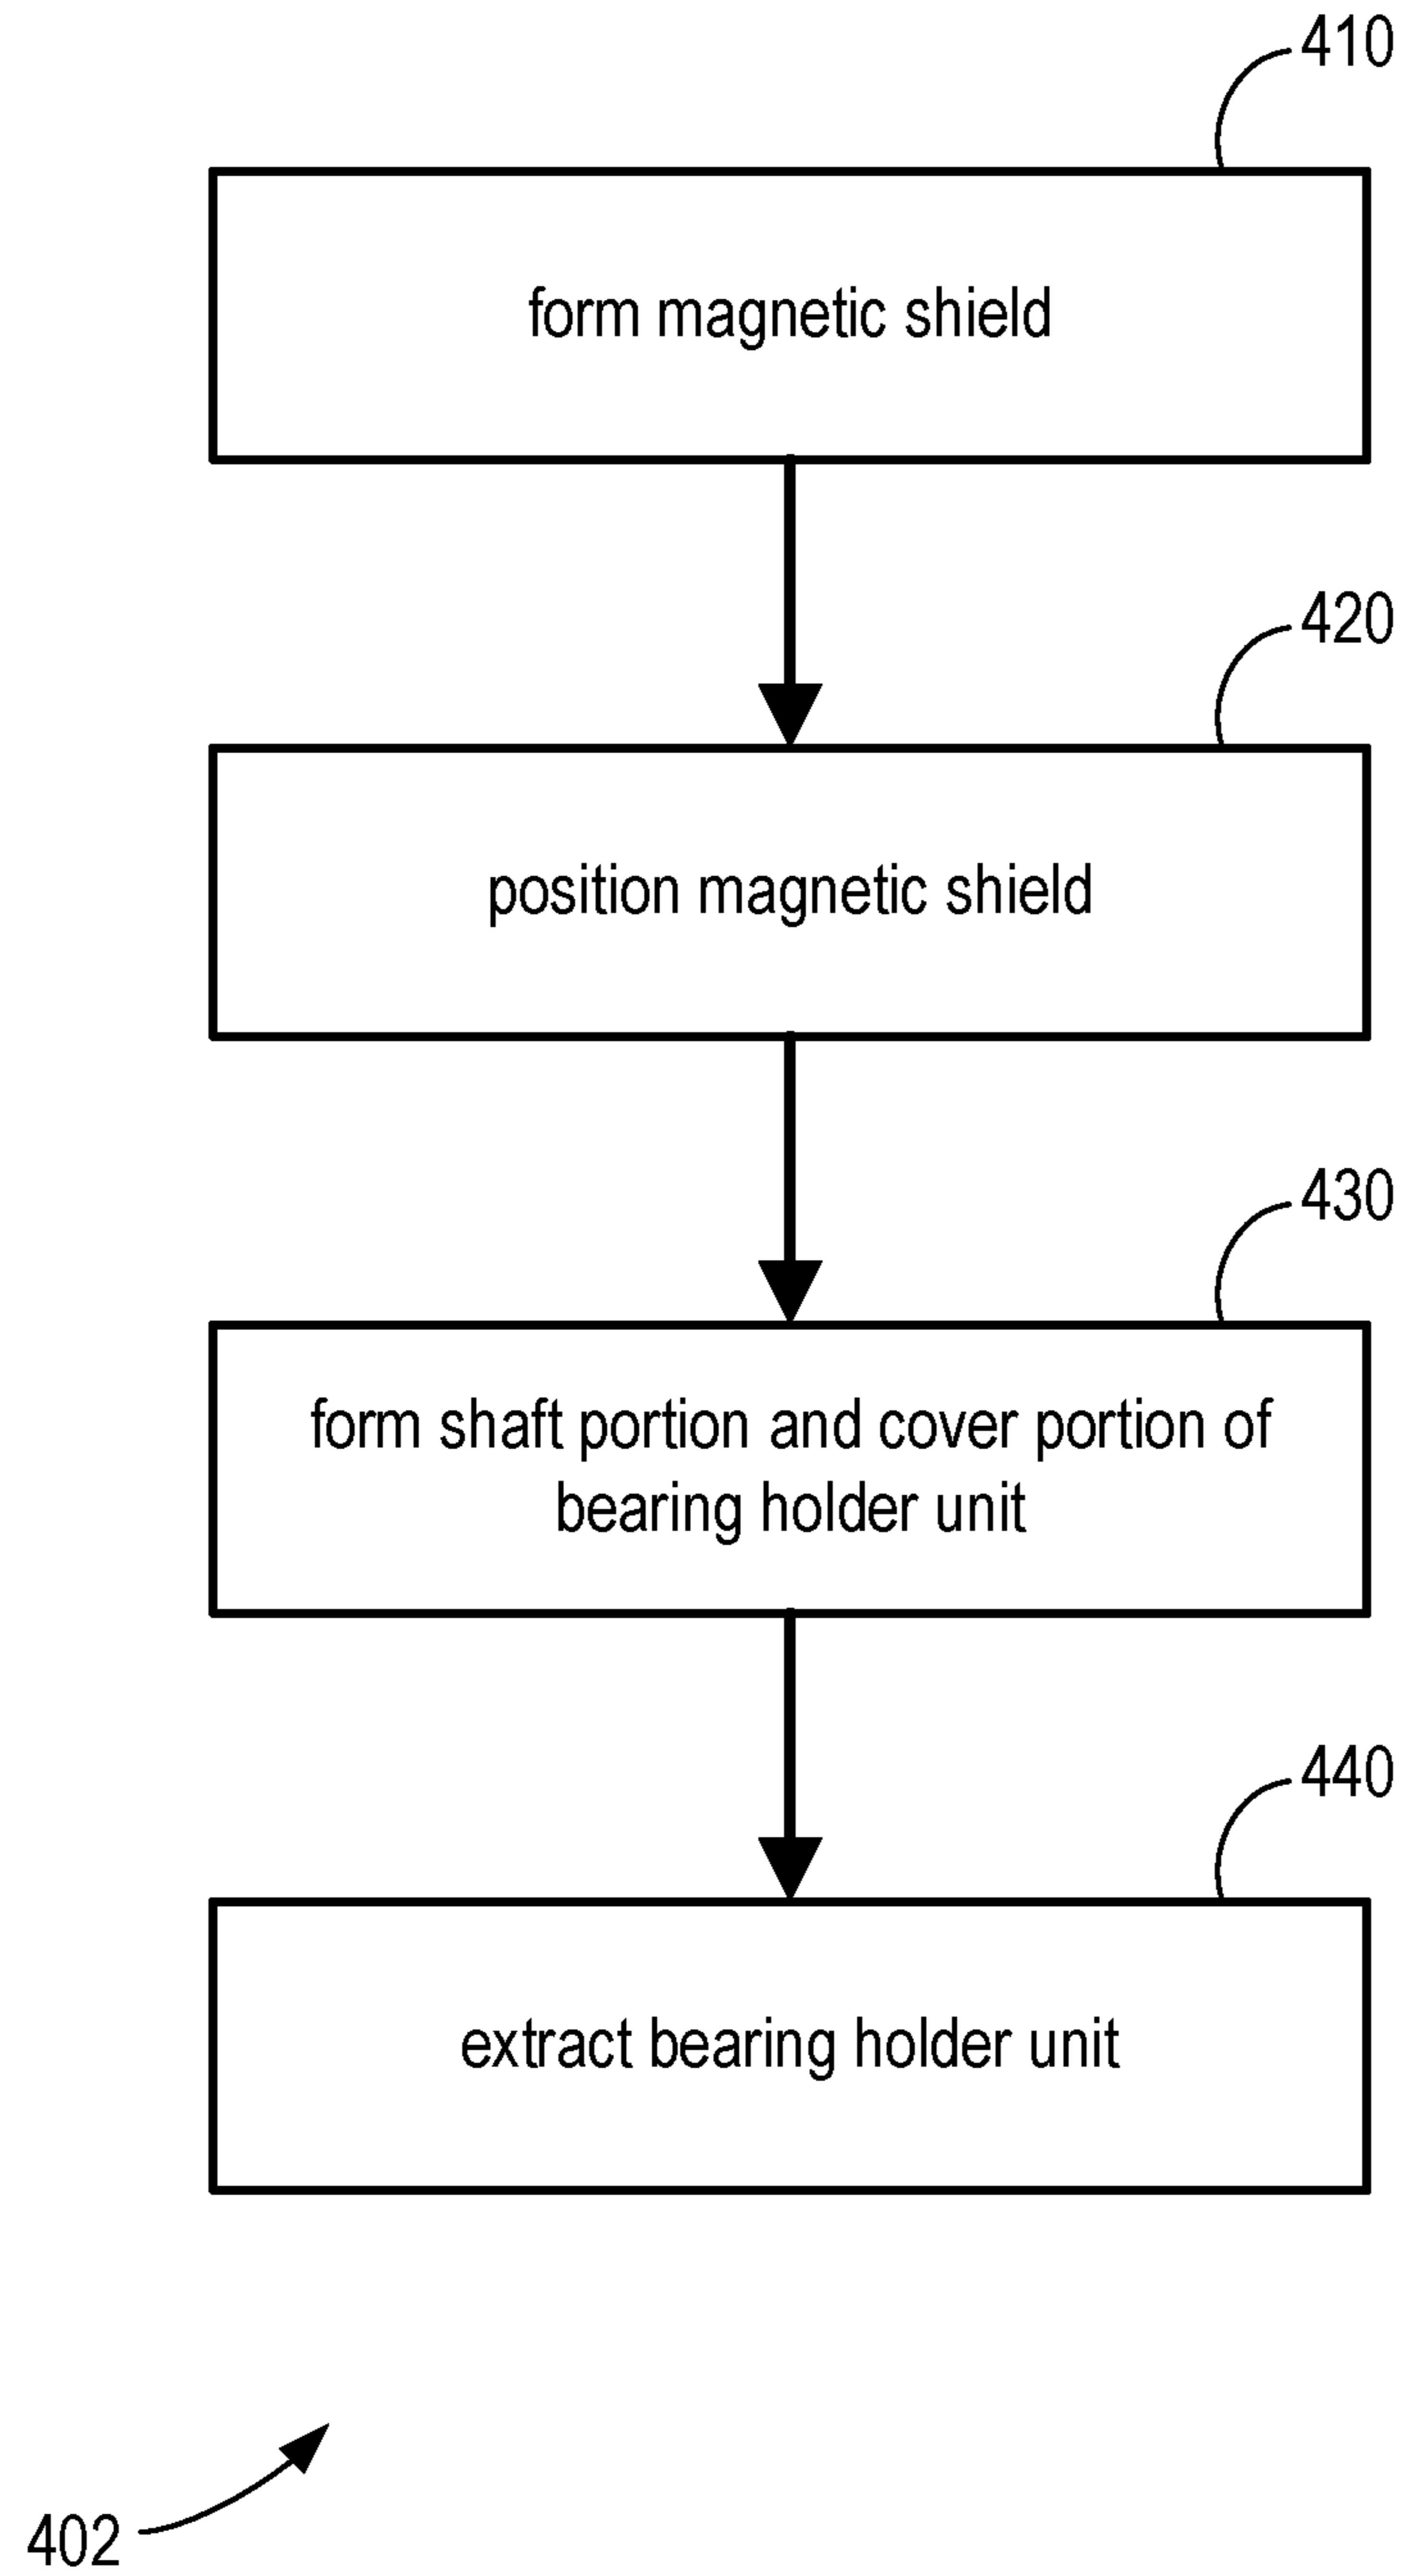 410
form magnetic shield
420
position magnetic shield
430
form shaft portion and cover portion of
bearing holder unit
440
extract bearing holder unit
402